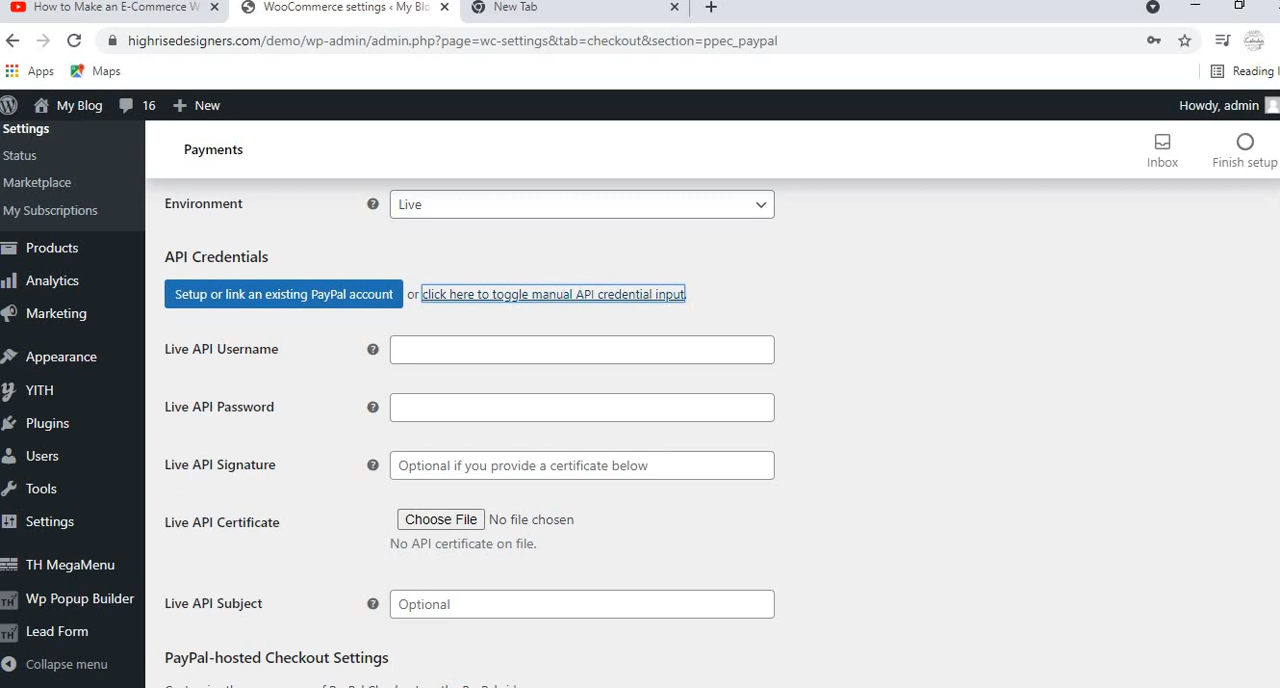 How to Make an E-Commerce W
WooCommerce settings ‹ My Blo
New Tab
highrisedesigners.com/demo/wp-admin/admin.php?page=wc-settings&tab=checkout&section=ppec_paypal
Apps
Maps
Reading l
My Blog
16
New
Howdy, admin
Settings
Status
Marketplace
My Subscriptions
Products
Analytics
Marketing
Appearance
YITH
Plugins
Users
Tools
Settings
TH MegaMenu
Wp Popup Builder
Lead Form
Collapse menu
Payments
Inbox
Finish setup
Environment
Live
API Credentials
Setup or link an existing PayPal account or click here to toggle manual API credential input.
Live API Username
Live API Password
Live API Signature
Optional if you provide a certificate below
Live API Certificate
Choose File No file chosen
No API certificate on file.
Live API Subject
Optional
PayPal-hosted Checkout Settings